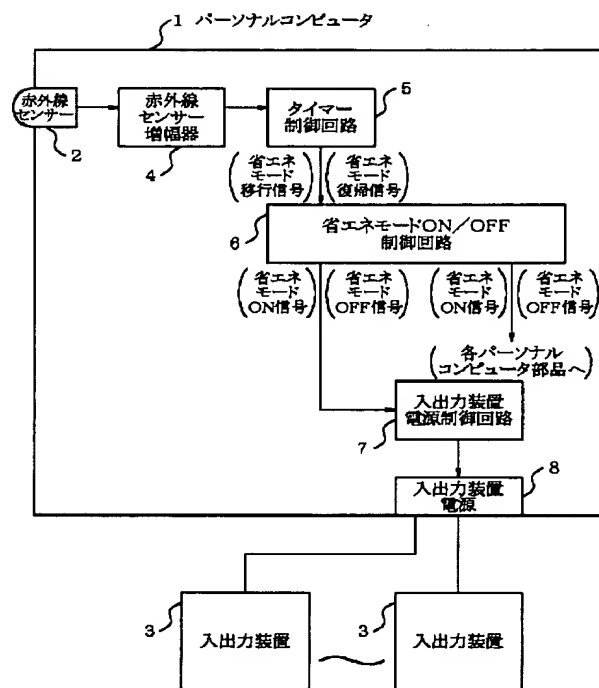 1 パーソナルコンピュータ
赤外線
センサー
2
赤外線
センサー
増幅器
4
タイマー
制御回路
5
省エネ
モード
移行信号
省エネ
モード
復帰信号
6
省エネモードON/OFF
制御回路
省エネ
モード
ON信号
省エネ
モード
OFF信号
省エネ
モード
ON信号
省エネ
モード
OFF信号
各パーソナル
コンピュータ部品へ
入出力装置
電源制御回路
7
8
入出力装置
電源
3
入出力装置
3
入出力装置